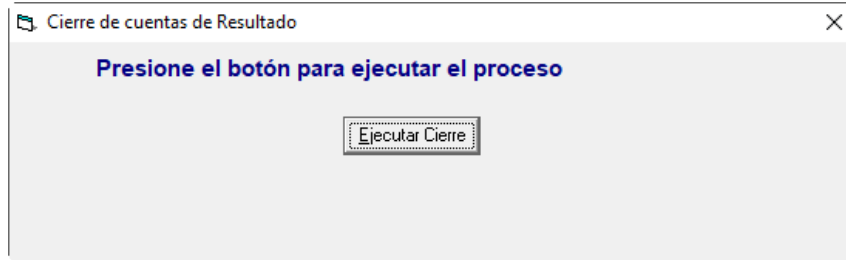 Cierre de cuentas de Resultado
Presione el botón para ejecutar el proceso
Ejecutar Cierre